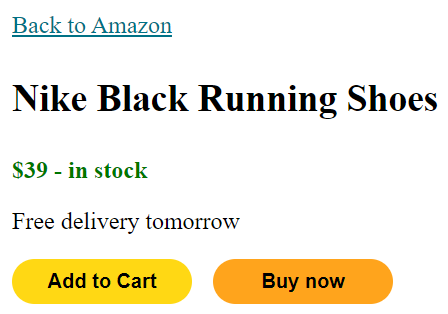 Back to Amazon
Nike Black Running Shoes
$39 - in stock
Free delivery tomorrow
Add to Cart
Buy now